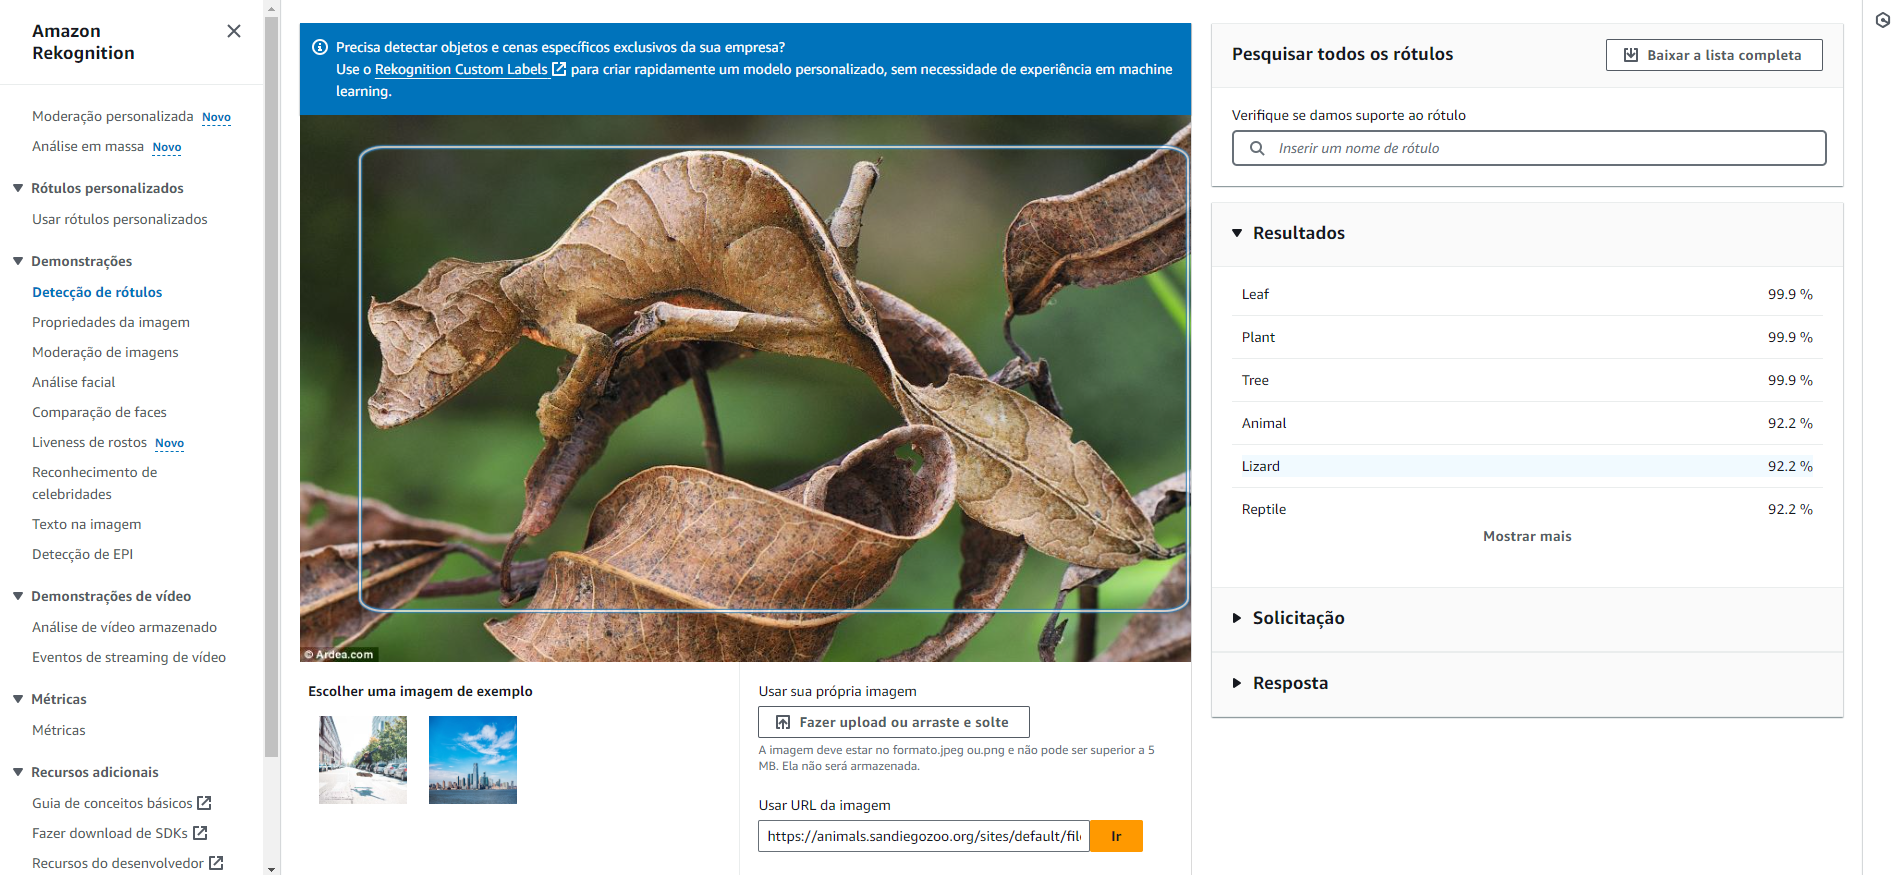 Amazon
Rekognition
Moderação personalizada Novo
Análise em massa Novo
Rótulos personalizados
Usar rótulos personalizados
Demonstrações
Detecção de rótulos
Propriedades da imagem
Moderação de imagens
Análise facial
Comparação de faces
Liveness de rostos Novo
Reconhecimento de
celebridades
Texto na imagem
Detecção de EPI
Demonstrações de vídeo
Análise de vídeo armazenado
Eventos de streaming de vídeo
Métricas
Métricas
Recursos adicionais
Guia de conceitos básicos
Fazer download de SDKs
Recursos do desenvolvedor
Precisa detectar objetos e cenas específicos exclusivos da sua empresa?
Use o Rekognition Custom Labels para criar rapidamente um modelo personalizado, sem necessidade de experiência em machine
learning.
© Ardea.com
Escolher uma imagem de exemplo
Usar sua própria imagem
Fazer upload ou arraste e solte
A imagem deve estar no formato.jpeg ou.png e não pode ser superior a 5
MB. Ela não será armazenada.
Usar URL da imagem
https://animals.sandiegozoo.org/sites/default/file
Ir
Pesquisar todos os rótulos
Baixar a lista completa
Verifique se damos suporte ao rótulo
Inserir um nome de rótulo
Resultados
Leaf 99.9 %
Plant 99.9 %
Tree 99.9 %
Animal 92.2 %
Lizard 92.2 %
Reptile 92.2 %
Mostrar mais
Solicitação
Resposta